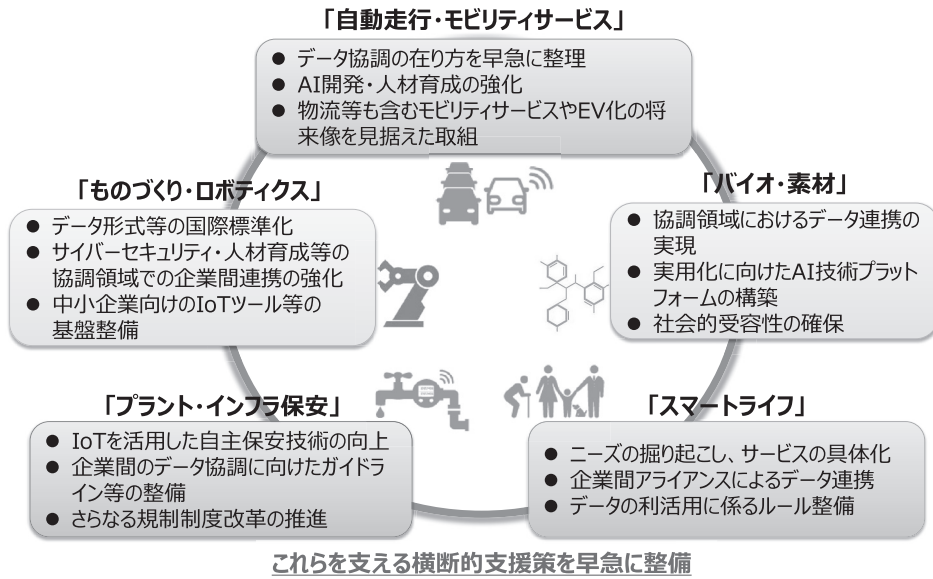 「自動走行・モビリティサービス」
● データ協調の在り方を早急に整理
● AI開発・人材育成の強化
● 物流等も含むモビリティサービスやEV化の将
来像を見据えた取組
「ものづくり・ロボティクス」
● データ形式等の国際標準化
● サイバーセキュリティ・人材育成等の
協調領域での企業間連携の強化
● 中小企業向けのIoTツール等の
基盤整備
「バイオ・素材」
● 協調領域におけるデータ連携の
実現
● 実用化に向けたAI技術プラット
フォームの構築
● 社会的受容性の確保
「プラント・インフラ保安」
● IoTを活用した自主保安技術の向上
● 企業間のデータ協調に向けたガイドラ
イン等の整備
● さらなる規制制度改革の推進
「スマートライフ」
● ニーズの掘り起こし、サービスの具体化
● 企業間アライアンスによるデータ連携
● データの利活用に係るルール整備
これらを支える横断的支援策を早急に整備